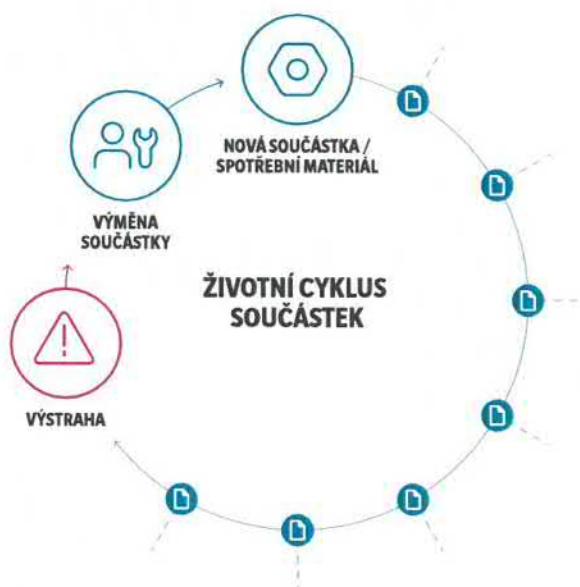 NOVÁ SOUČÁSTKA /
SPOTŘEBNÍ MATERIÁL
VÝMĚNA
SOUČÁSTKY
ŽIVOTNÍ CYKLUS
SOUČÁSTEK
VÝSTRAHA